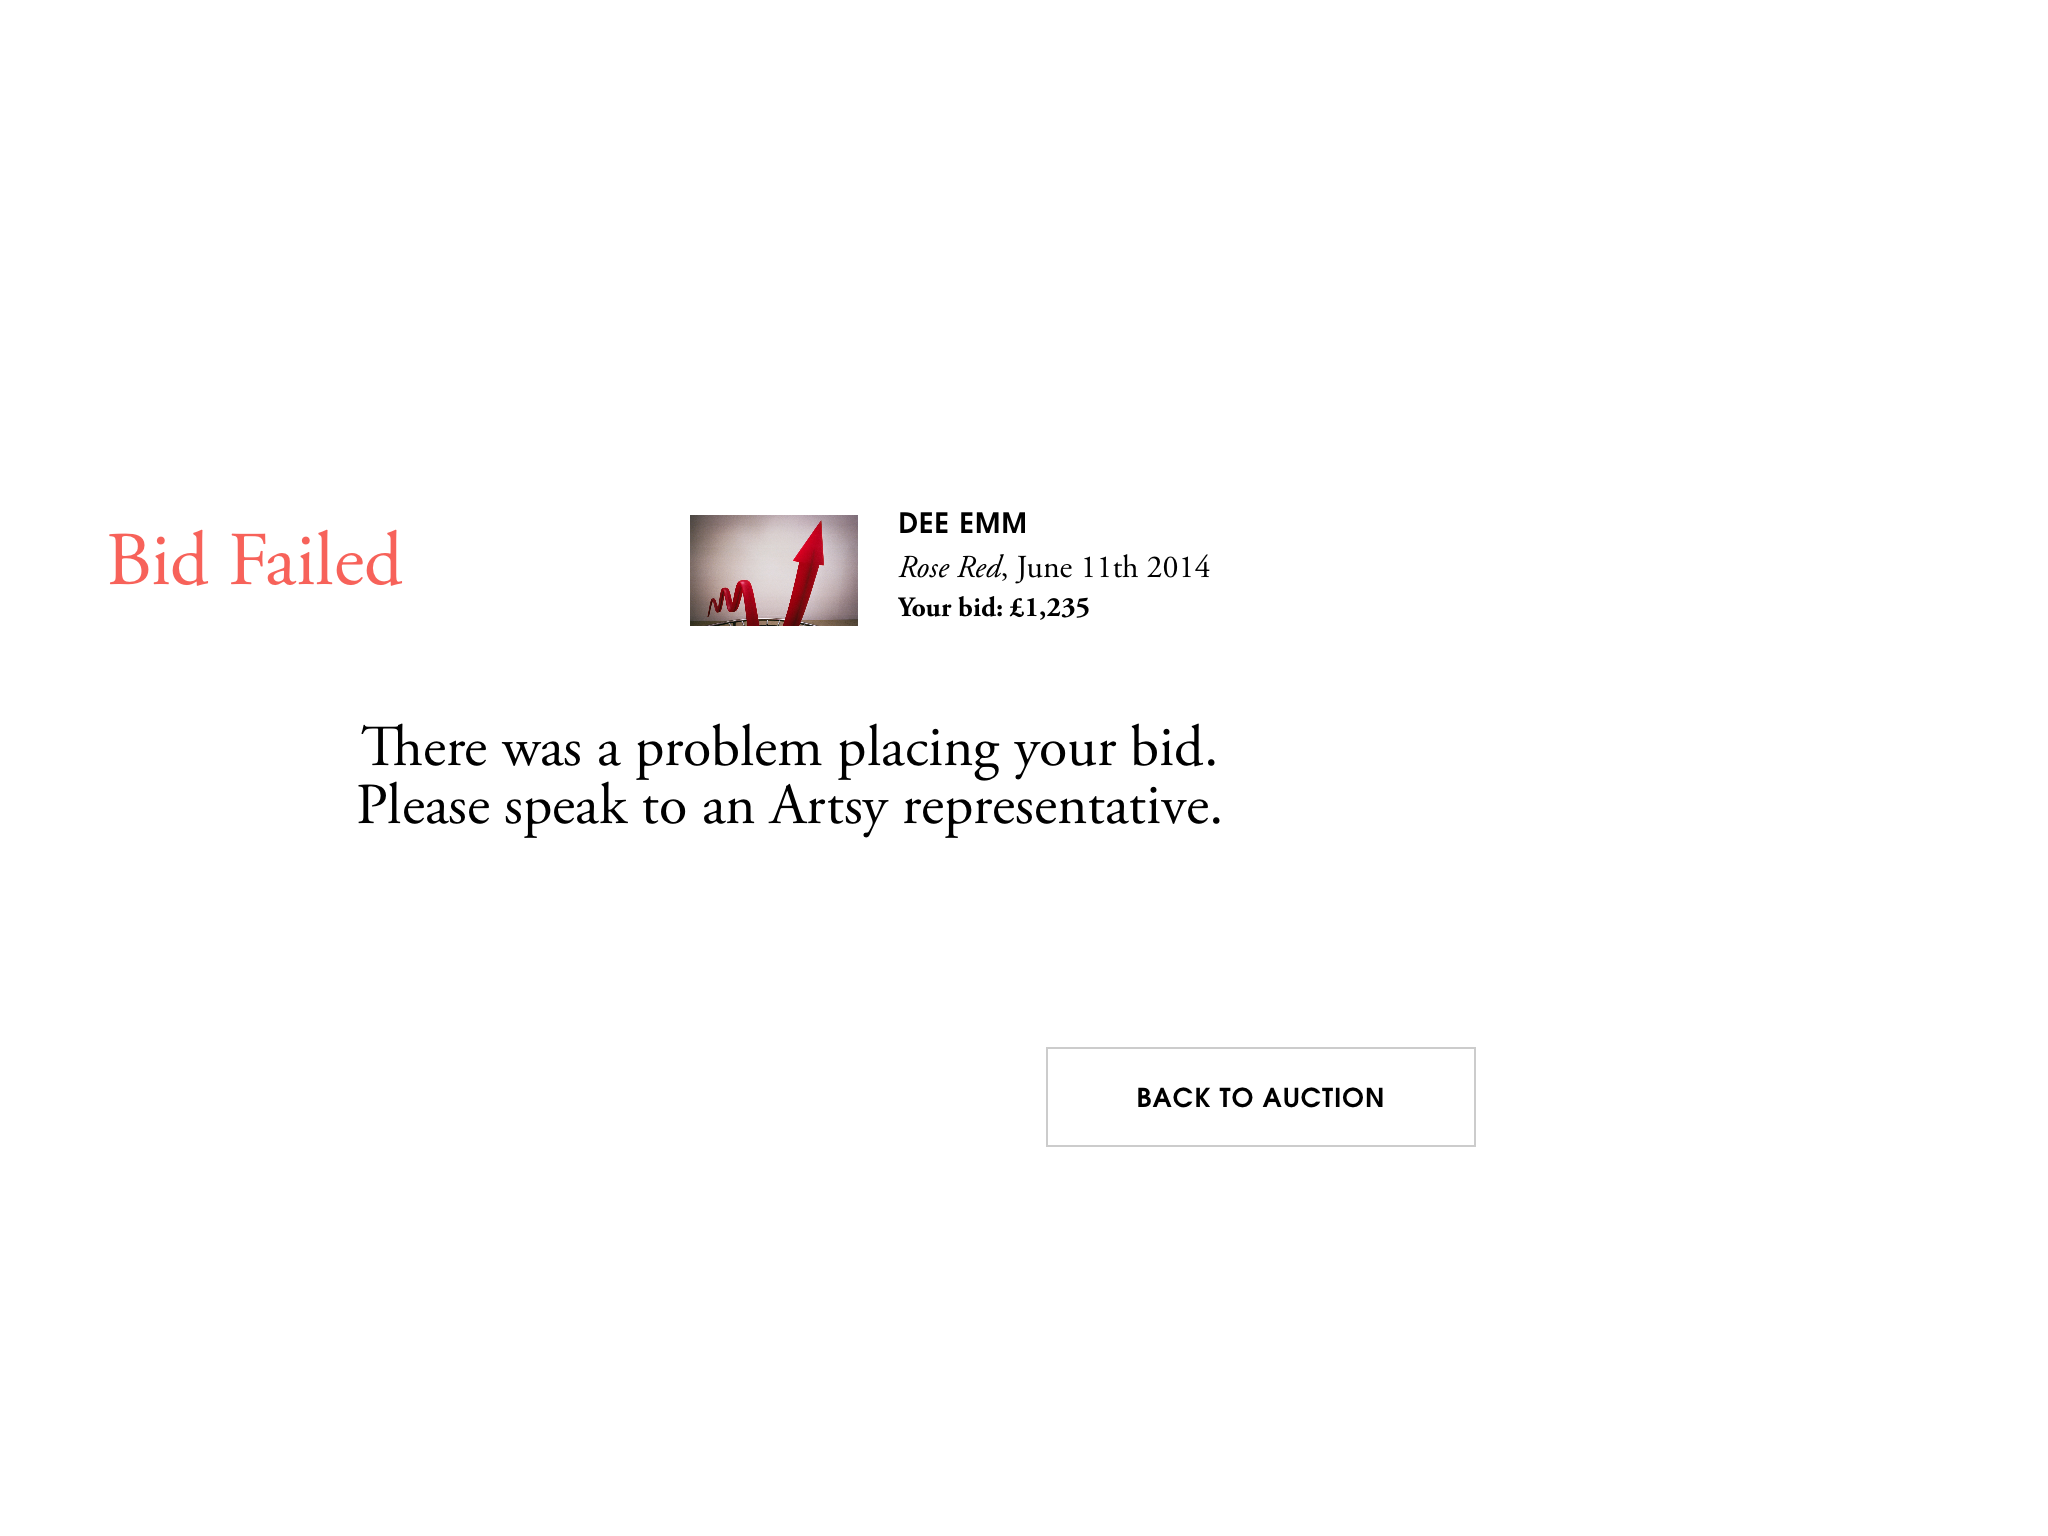 Bid Failed
DEE EMM
Rose Red, June 11th 2014
Your bid: £1,235
There was a problem placing your bid.
Please speak to an Artsy representative.
BACK TO AUCTION